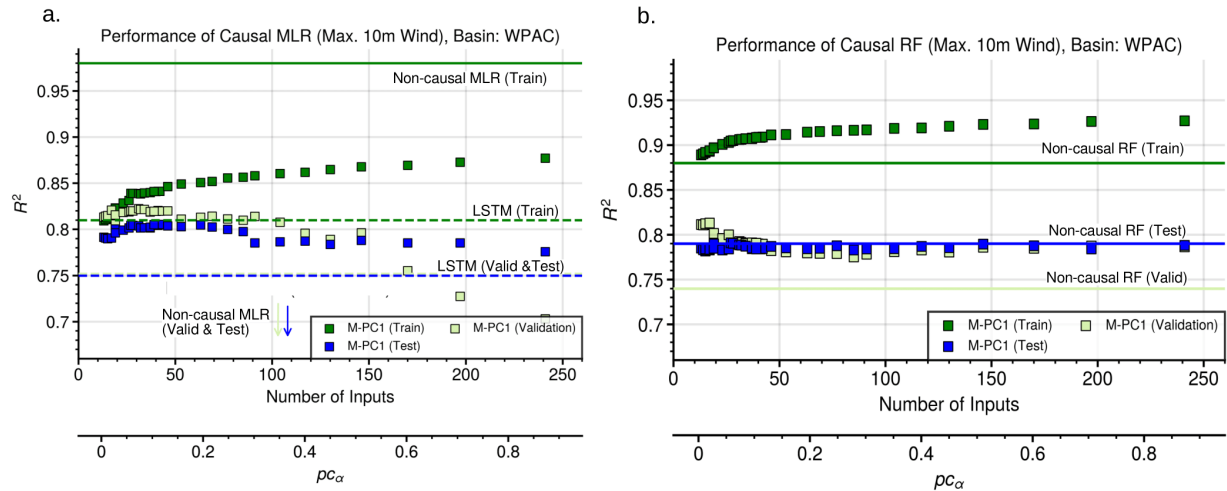 a.
Performance of Causal MLR (Max. 10m Wind), Basin: WPAC
Non-causal MLR (Train)
0.95
0.9
0.85
LSTM (Train)
0.8
LSTM (Valid &Test)
0.75
Non-causal MLR
(Valid & Test)
0.7
R²
M-PC1 (Train)
M-PC1 (Validation)
M-PC1 (Test)
0 50 100 150 200 250
Number of Inputs
0 0.2 0.4 0.6 0.8
pcα
b.
Performance of Causal RF (Max. 10m Wind), Basin: WPAC)
0.95
0.9
Non-causal RF (Train)
0.85
0.8
Non-causal RF (Test)
0.75
Non-causal RF (Valid)
0.7
R²
M-PC1 (Train)
M-PC1 (Validation)
M-PC1 (Test)
0 50 100 150 200 250
Number of Inputs
0 0.2 0.4 0.6 0.8
pcα